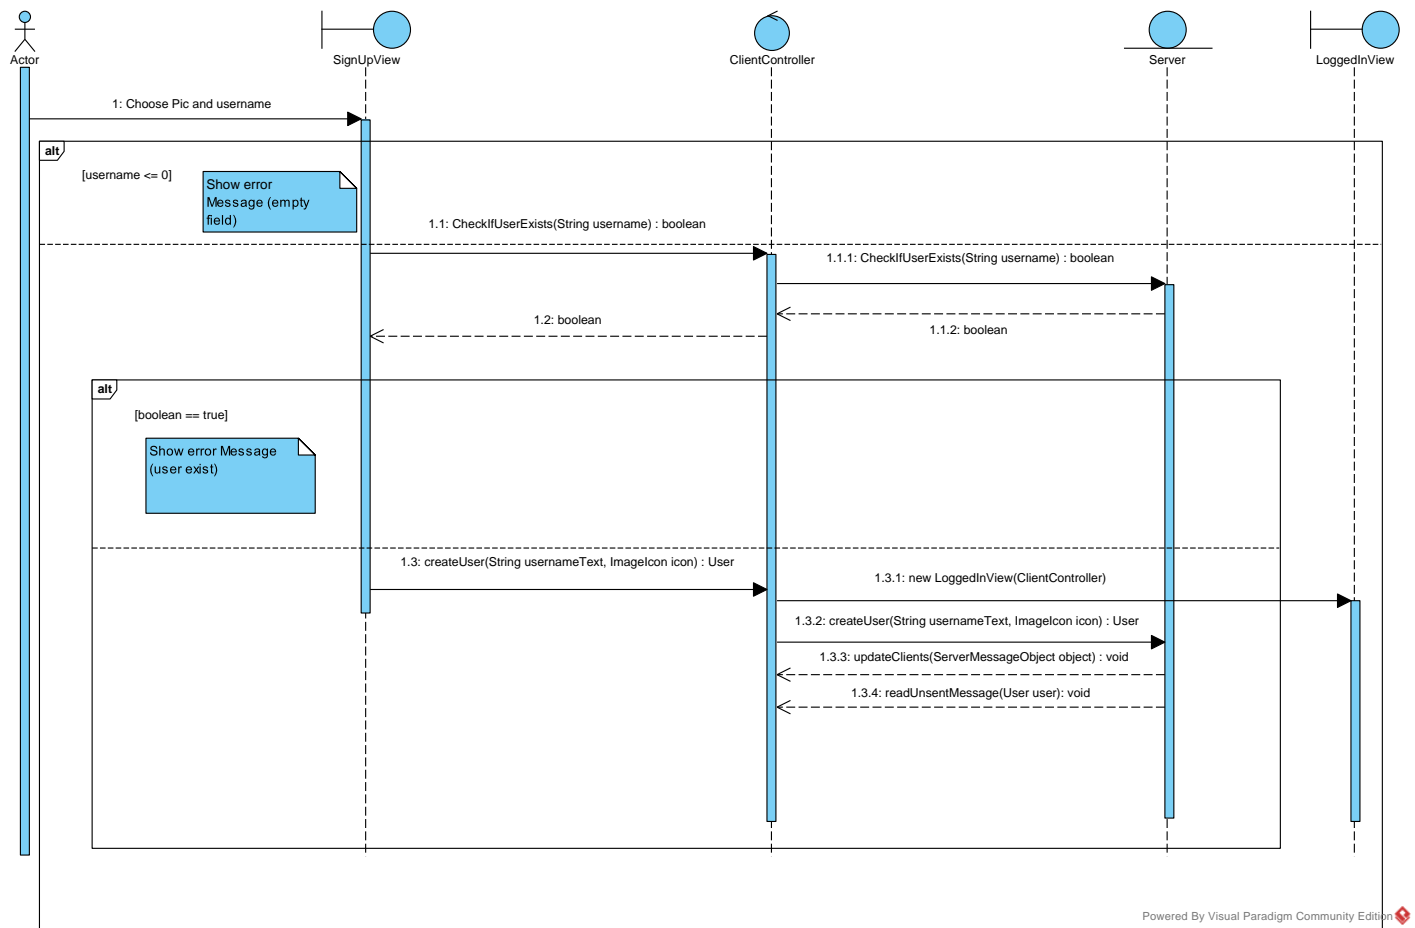 Actor
SignUpView
ClientController
Server
LoggedInView
1: Choose Pic and username
alt
[username <= 0]
Show error
Message (empty
field)
1.1: CheckIfUserExists(String username) : boolean
1.1.1: CheckIfUserExists(String username) : boolean
1.2: boolean
1.1.2: boolean
alt
[boolean == true]
Show error Message
(user exist)
1.3: createUser(String usernameText, ImageIcon icon) : User
1.3.1: new LoggedInView(ClientController)
1.3.2: createUser(String usernameText, ImageIcon icon) : User
1.3.3: updateClients(ServerMessageObject object) : void
1.3.4: readUnsentMessage(User user): void
Powered By Visual Paradigm Community Edition